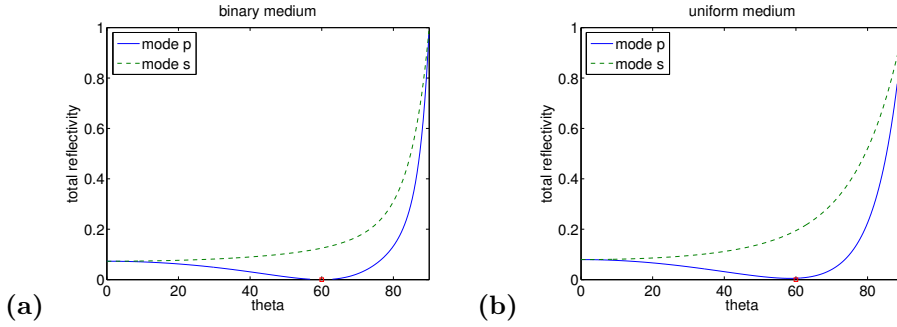 binary medium
1
0.8
0.6
0.4
0.2
0
total reflectivity
mode p
mode s
0 20 40 60 80
theta
(a)
uniform medium
1
0.8
0.6
0.4
0.2
0
total reflectivity
mode p
mode s
0 20 40 60 80
theta
(b)